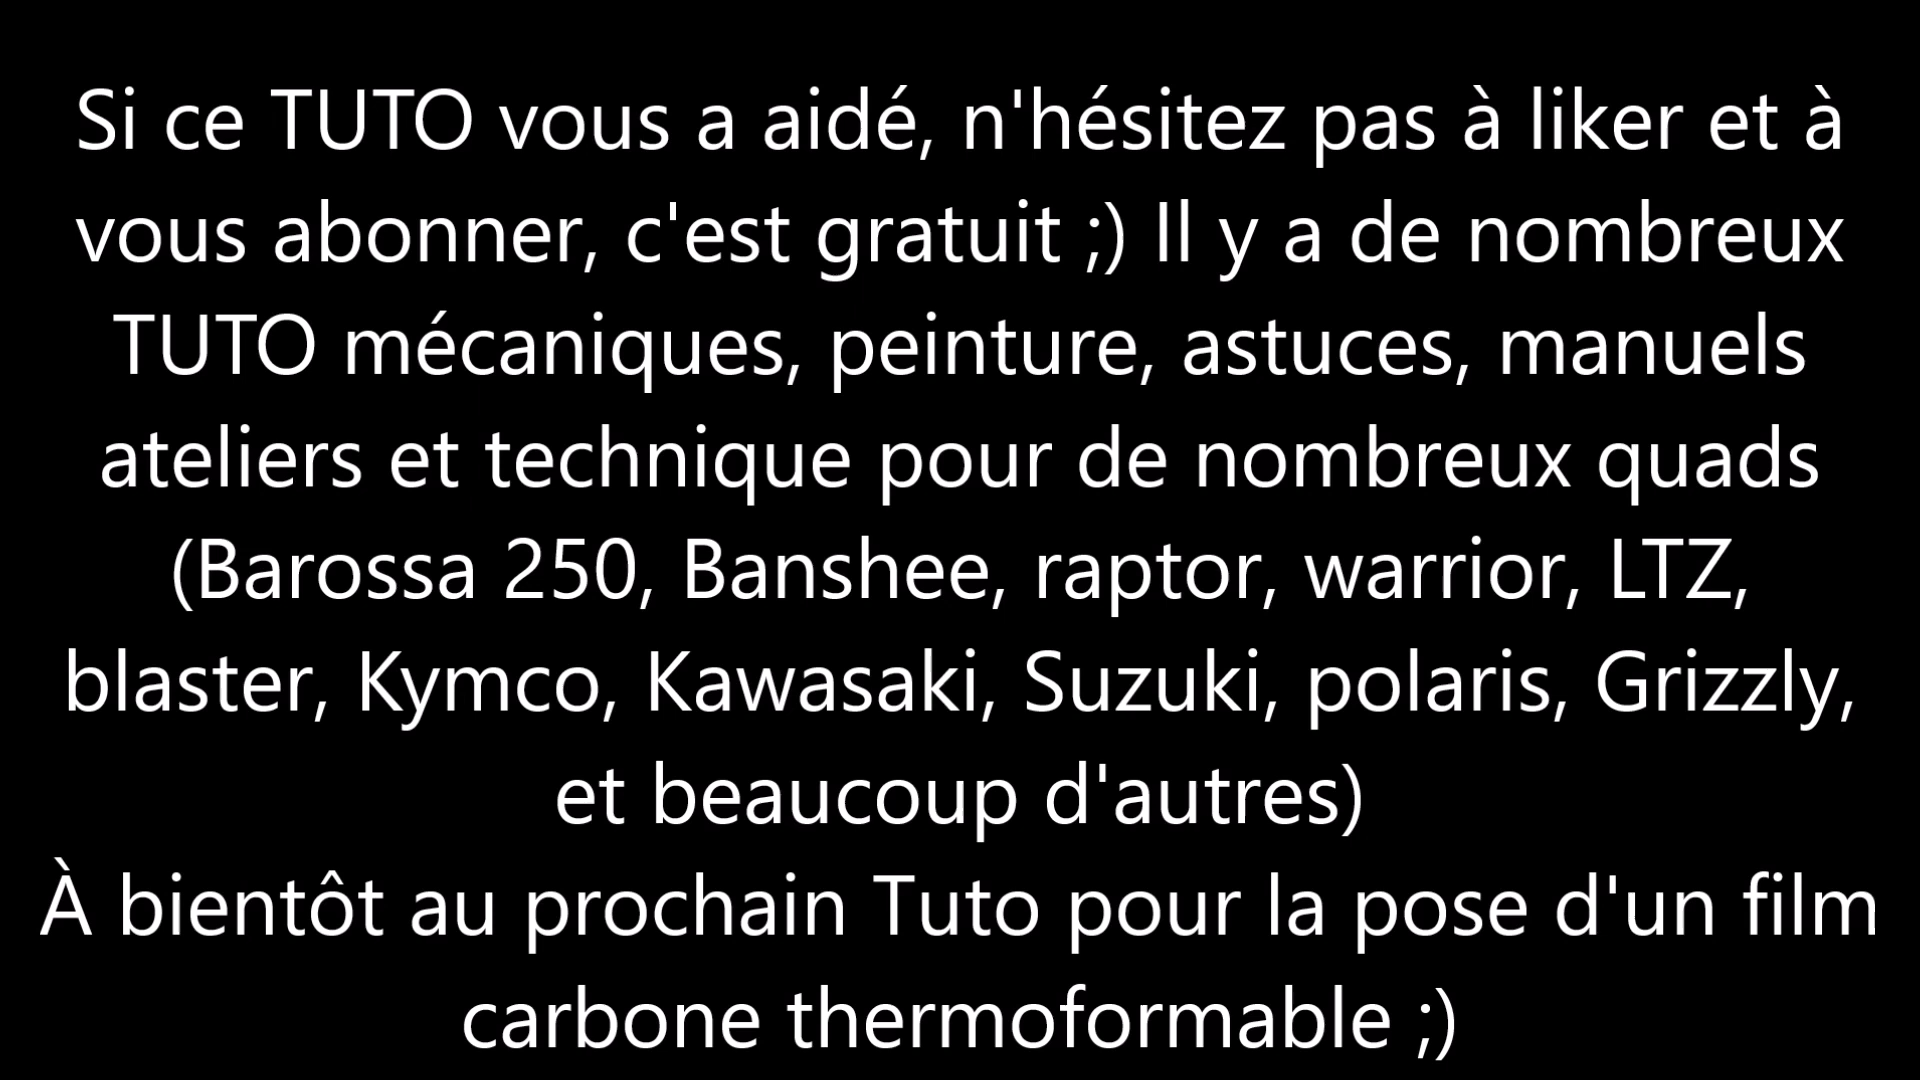 Si ce TUTO vous a aidé, n'hésitez pas à liker et à
vous abonner, c'est gratuit ;) Il y a de nombreux
TUTO mécaniques, peinture, astuces, manuels
ateliers et technique pour de nombreux quads
(Barossa 250, Banshee, raptor, warrior, LTZ,
blaster, Kymco, Kawasaki, Suzuki, polaris, Grizzly,
et beaucoup d'autres)
À bientôt au prochain Tuto pour la pose d'un film
carbone thermoformable ;)